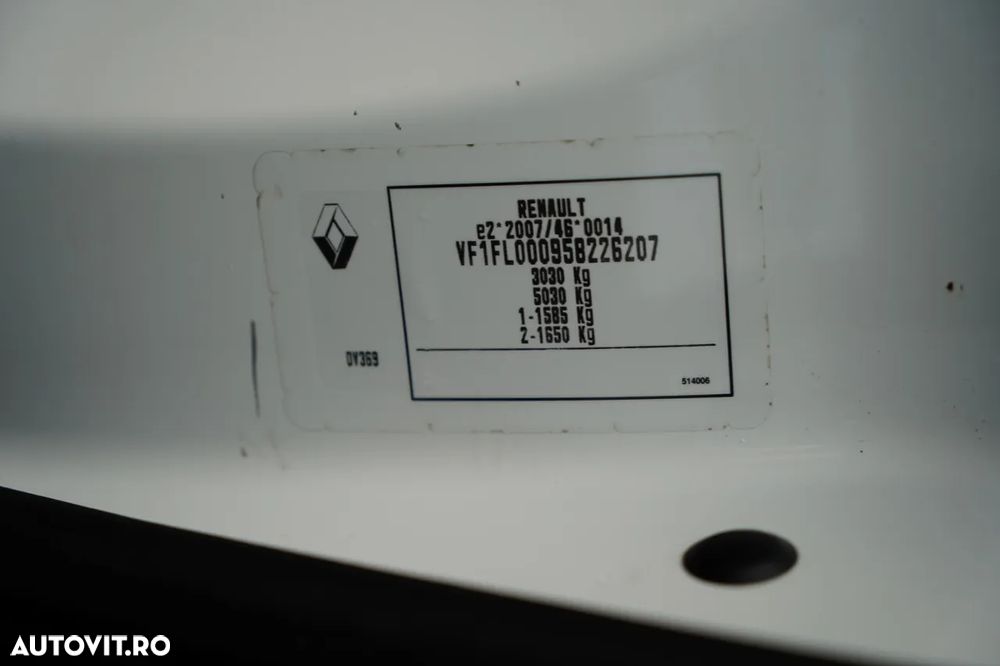 RENAULT
e2*2007/46*0014
VF1FL000958226207
3030 Kg
5030 Kg
1-1585 Kg
2-1650 Kg
DV369
514006
AUTOVIT.RO